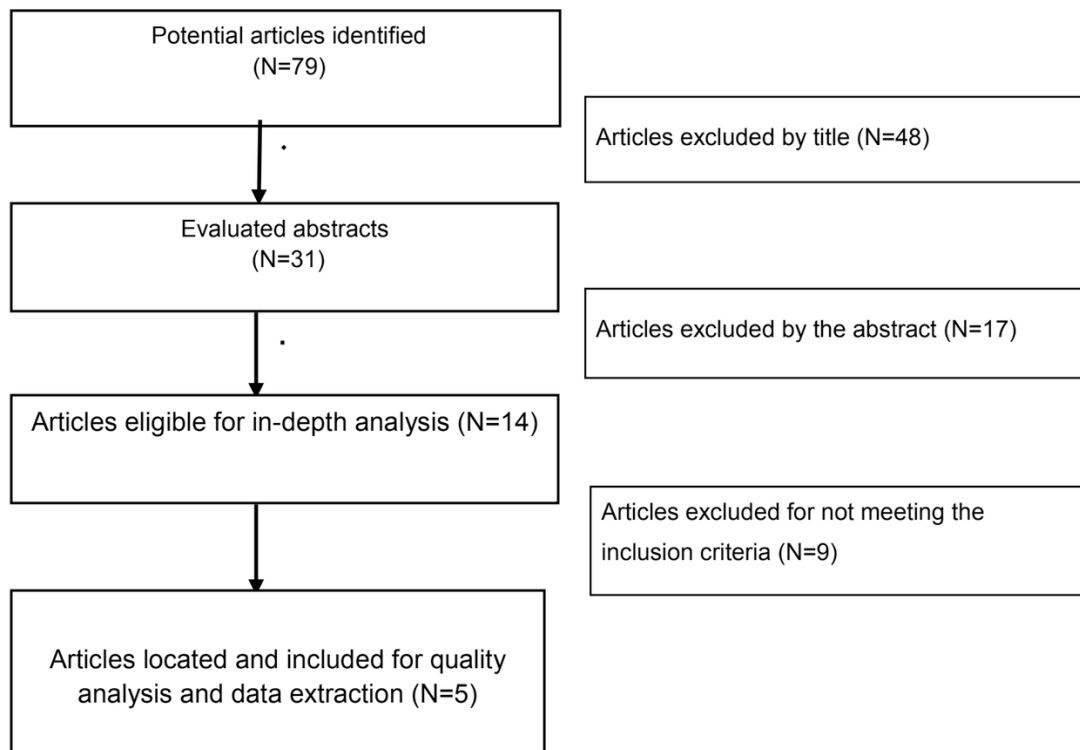 Potential articles identified
(N=79)
Articles excluded by title (N=48)
Evaluated abstracts
(N=31)
Articles excluded by the abstract (N=17)
Articles eligible for in-depth analysis (N=14)
Articles excluded for not meeting the
inclusion criteria (N=9)
Articles located and included for quality
analysis and data extraction (N=5)